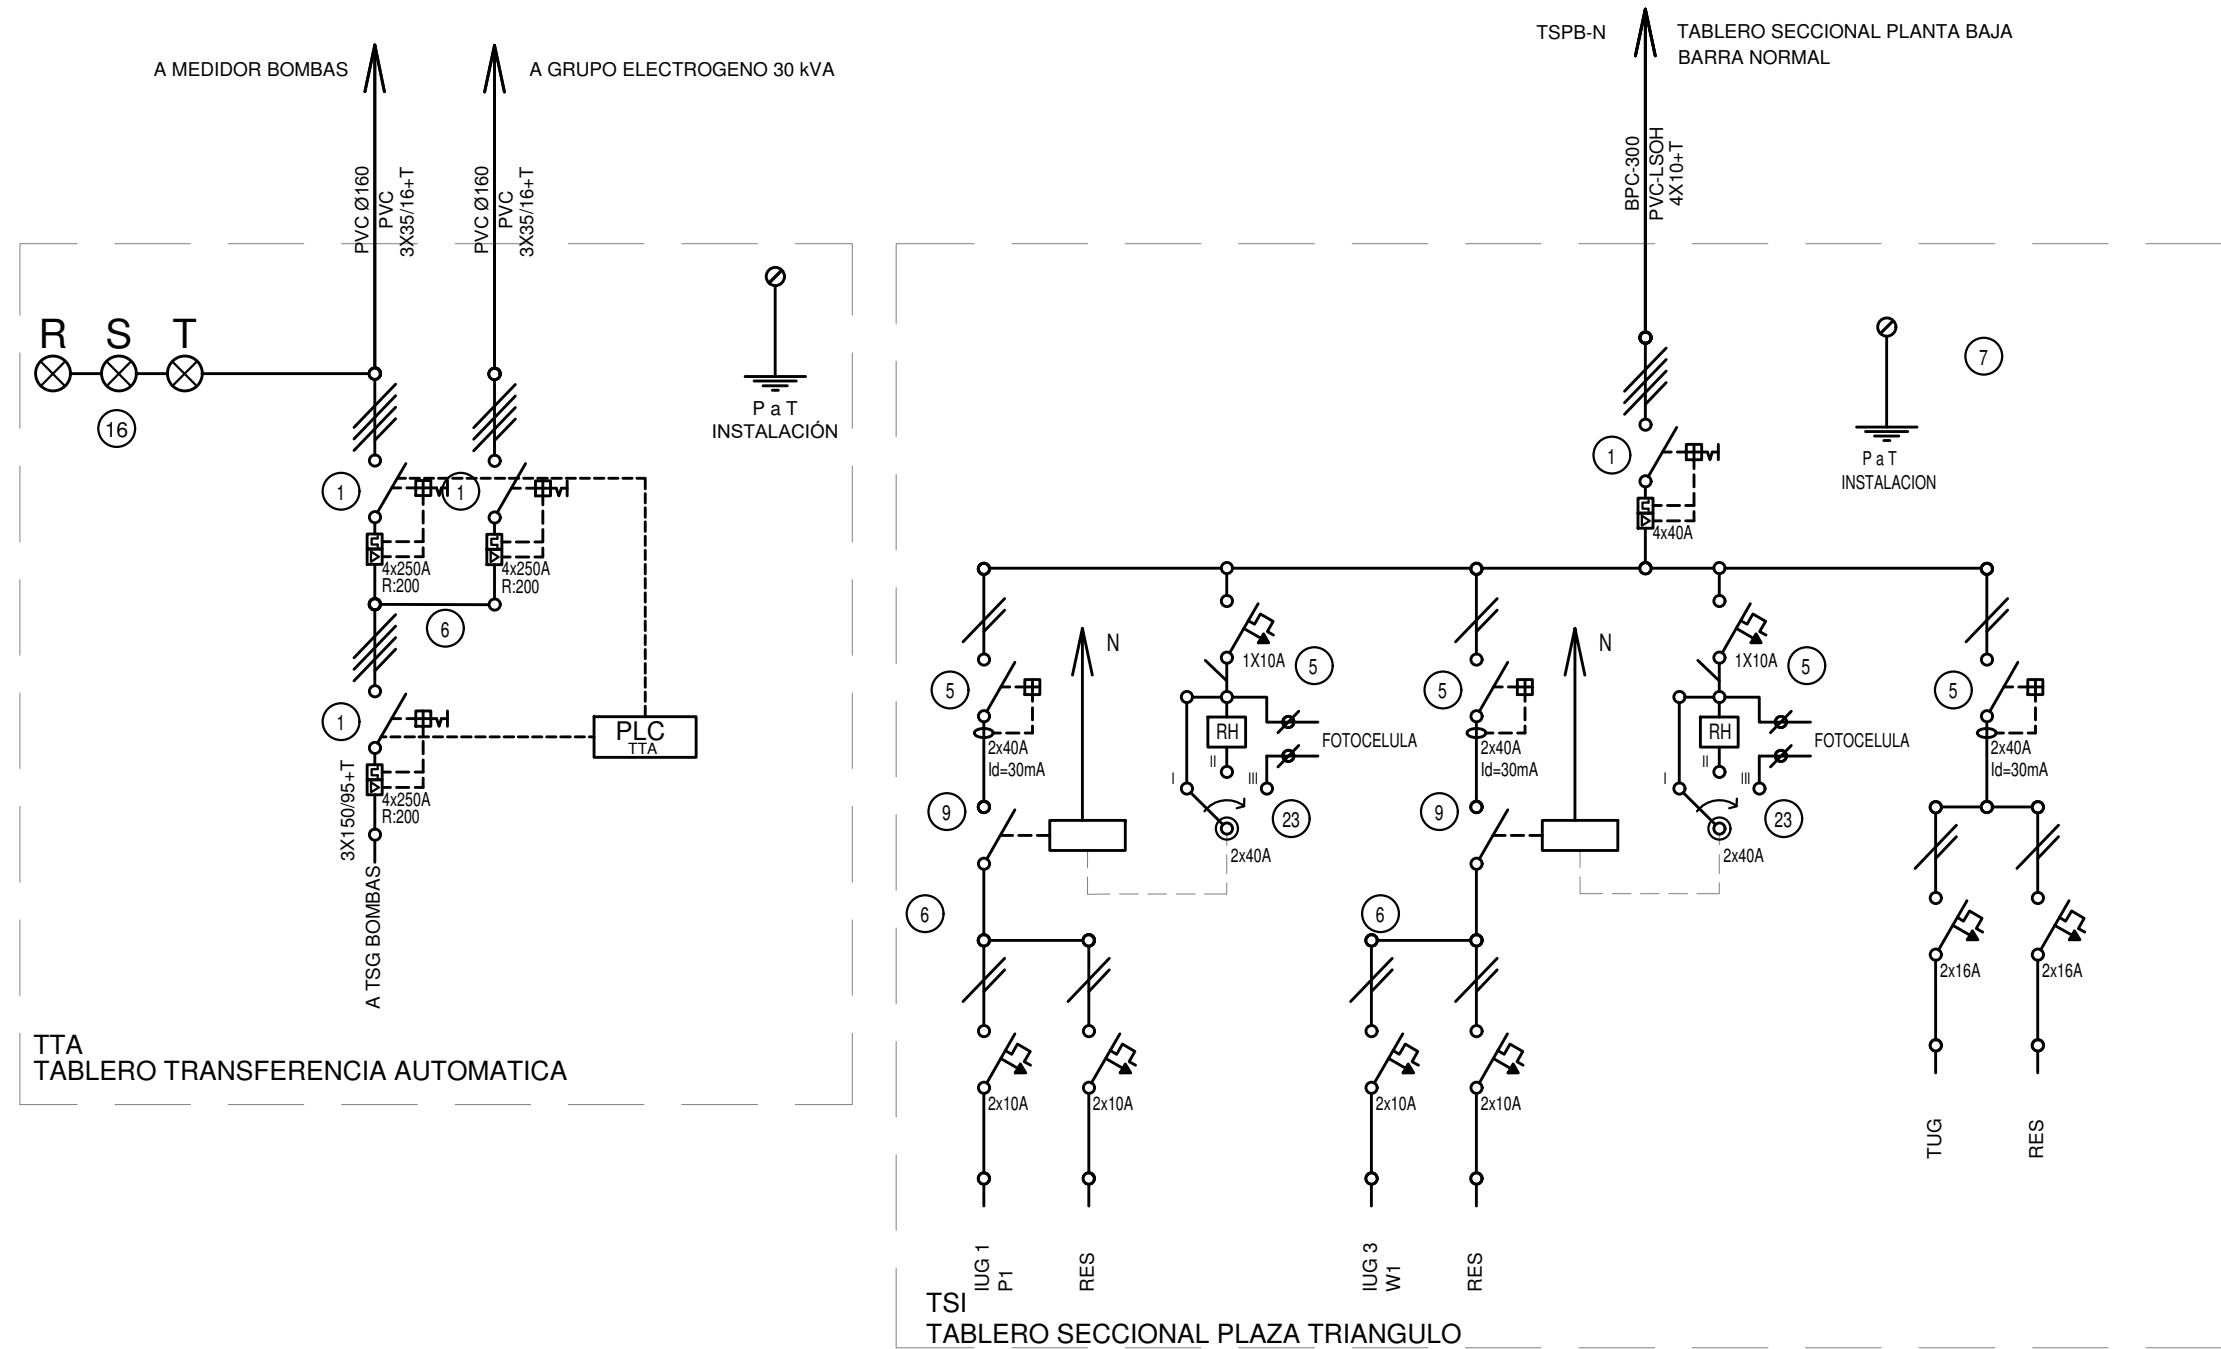 A MEDIDOR BOMBAS
A GRUPO ELECTROGENO 30 kVA
PVC Ø160
PVC
3X35/16+T
PVC Ø160
PVC
3X35/16+T
R S T
16
P a T
INSTALACIÓN
1
1
4x250A
R:200
4x250A
R:200
6
1
PLC
TTA
4x250A
R:200
3X150/95+T
A TSG BOMBAS
TTA
TABLERO TRANSFERENCIA AUTOMATICA
TSPB-N
TABLERO SECCIONAL PLANTA BAJA
BARRA NORMAL
BPC-300
PVC-LSOH
4X10+T
7
1
4x40A
P a T
INSTALACION
5
2x40A
Id=30mA
N
1X10A
5
RH
FOTOCELULA
I
II
III
23
2x40A
9
6
2x10A
2x10A
IUG 1
P1
RES
5
2x40A
Id=30mA
N
1X10A
5
RH
FOTOCELULA
I
II
III
23
2x40A
9
6
2x10A
2x10A
IUG 3
W1
RES
5
2x40A
Id=30mA
2x16A
2x16A
TUG
RES
TSI
TABLERO SECCIONAL PLAZA TRIANGULO